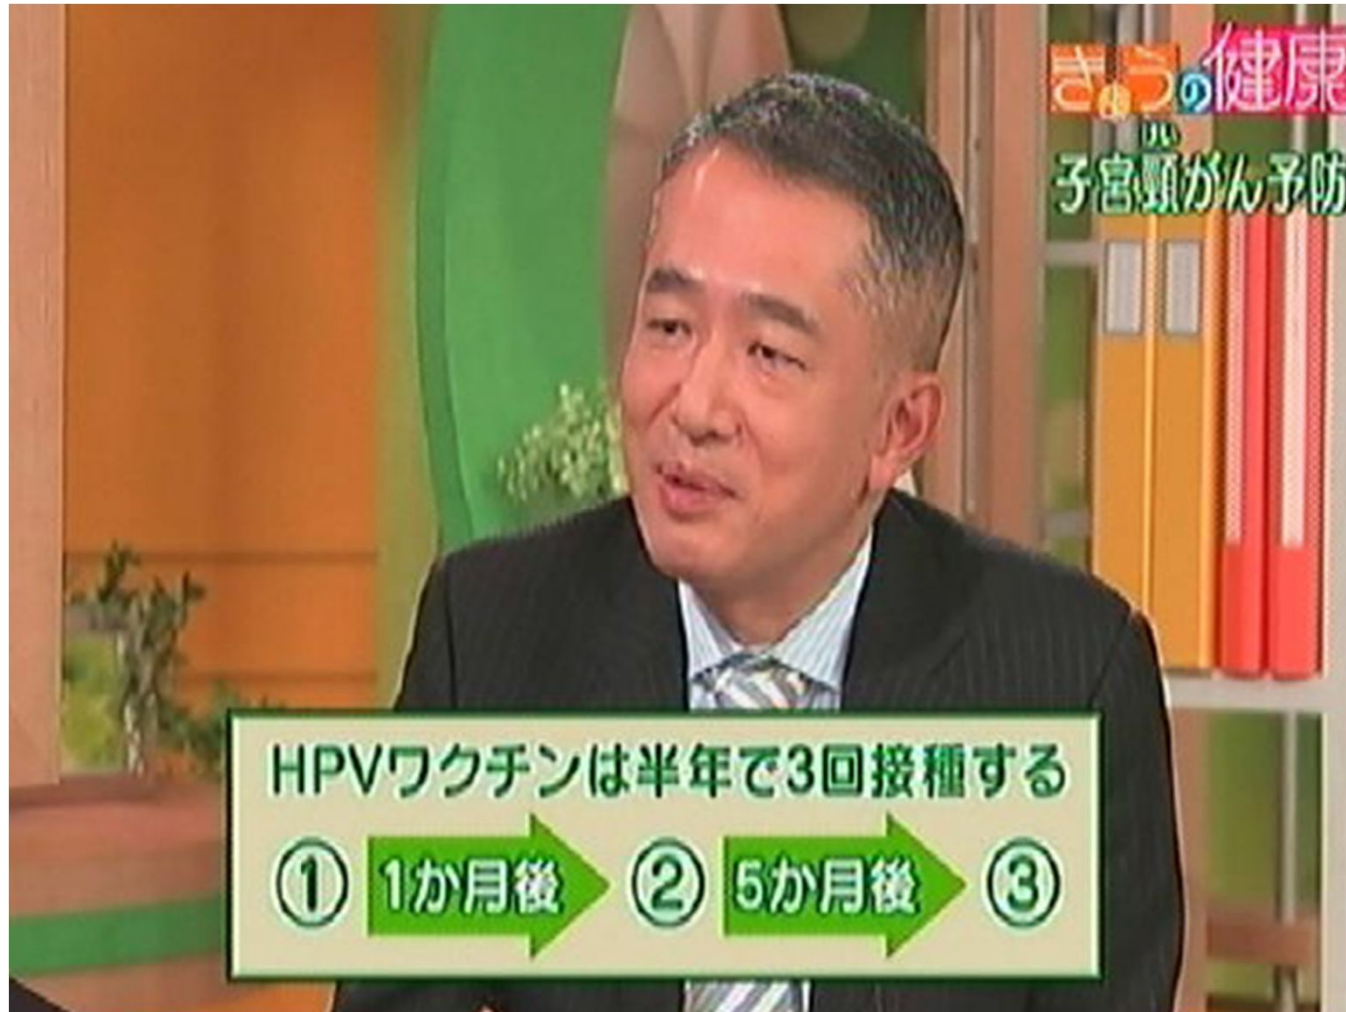 きょうの健康
けい
子宮頸がん予防
HPVワクチンは半年で3回接種する
① 1か月後 ② 5か月後 ③